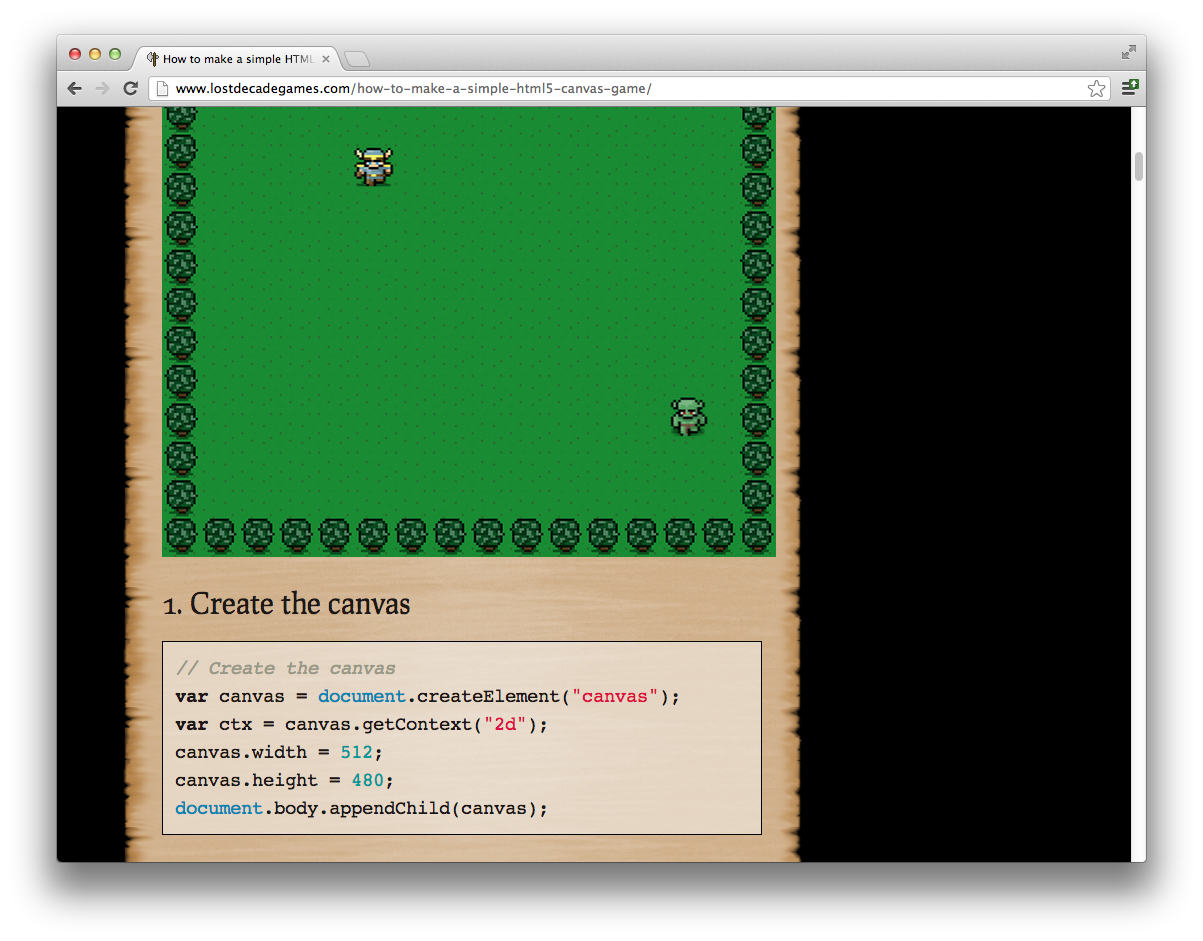 How to make a simple HTML
www.lostdecadegames.com/how-to-make-a-simple-html5-canvas-game/
1. Create the canvas
// Create the canvas
var canvas = document.createElement("canvas");
var ctx = canvas.getContext("2d");
canvas.width = 512;
canvas.height = 480;
document.body.appendChild(canvas);